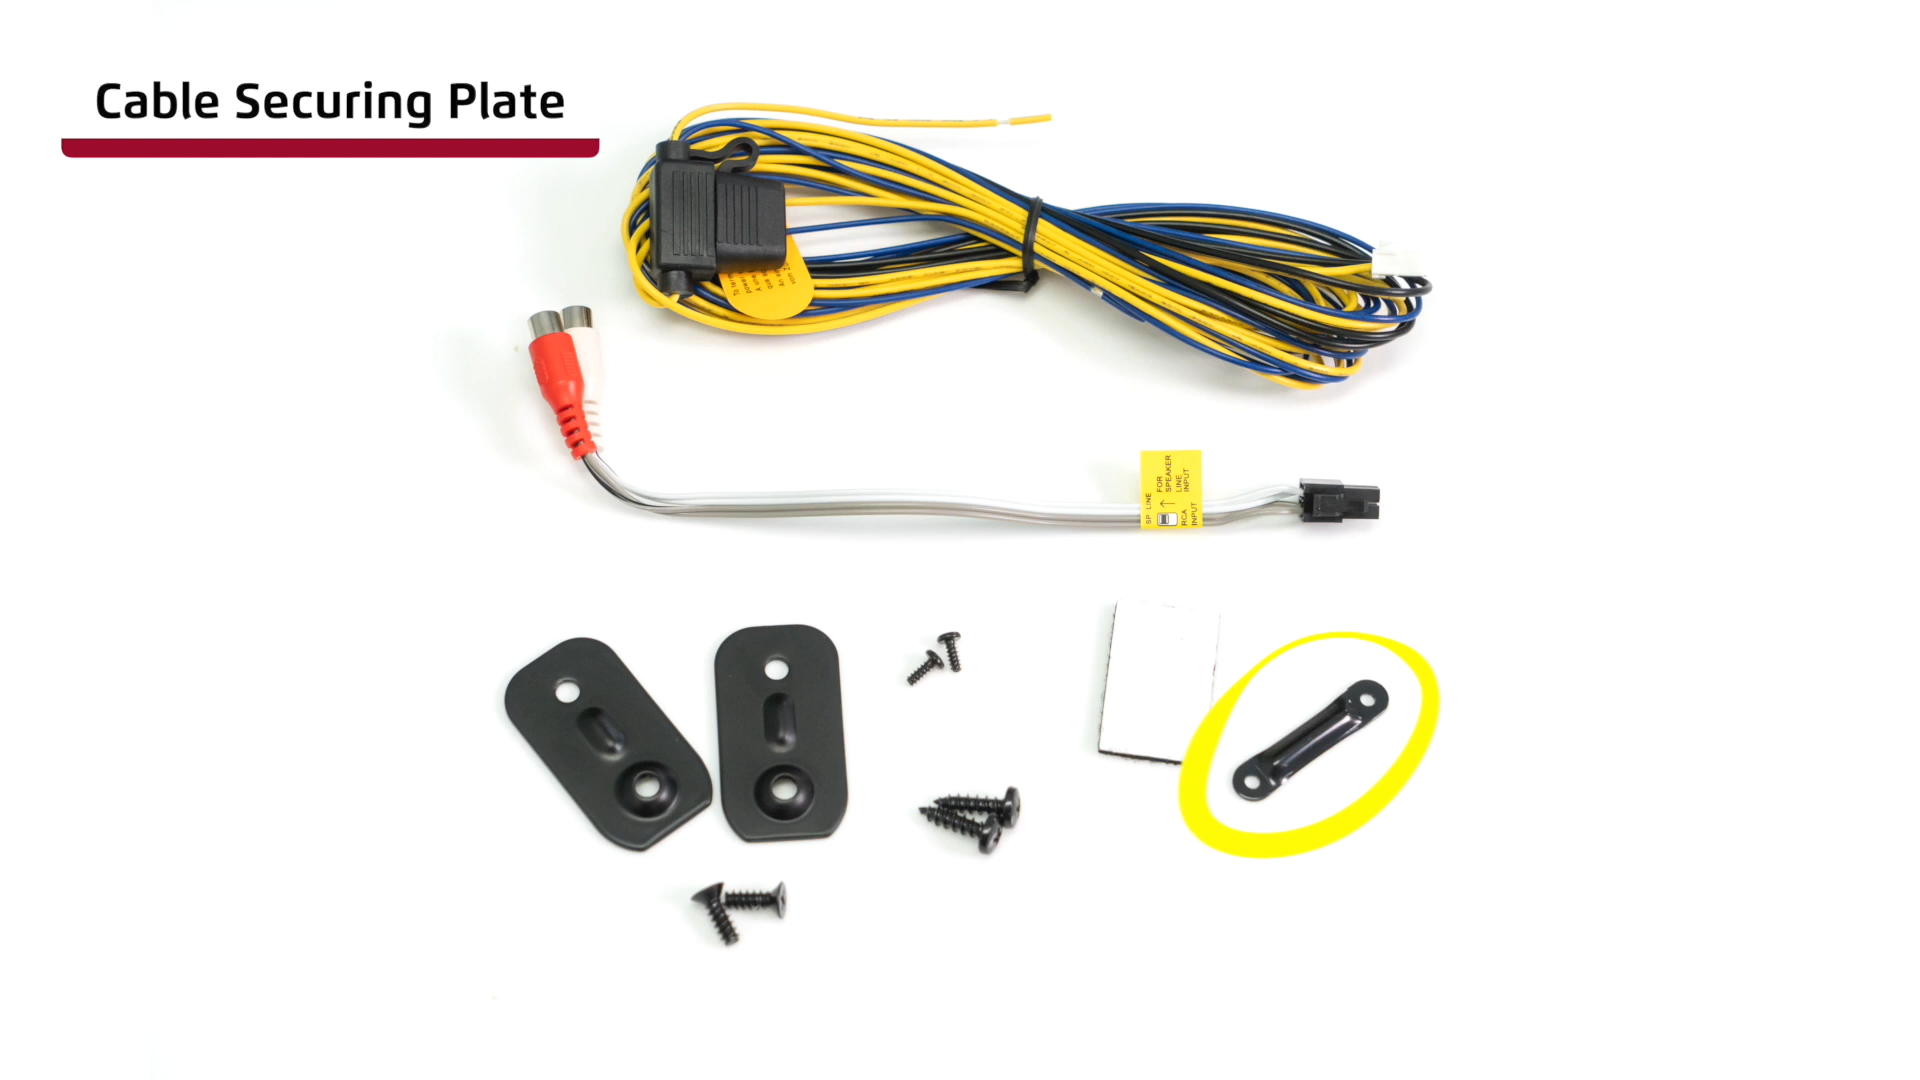 Cable Securing Plate
SP LINE
FOR
SPEAKER
LINE
INPUT
RCA
INPUT